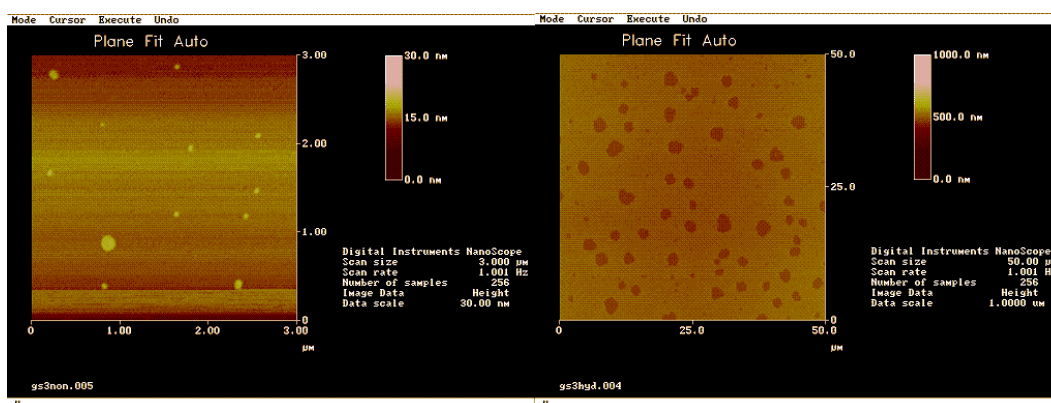 Mode Cursor Execute Undo
Plane Fit Auto
3.00
2.00
1.00
0
0 1.00 2.00 3.00
µM
30.0 nM
15.0 nM
0.0 nM
Digital Instruments NanoScope
Scan size 3.000 µm
Scan rate 1.001 Hz
Number of samples 256
Image Data Height
Data scale 30.00 nm
gs3non.005
Mode Cursor Execute Undo
Plane Fit Auto
50.0
25.0
0
0 25.0 50.0
µM
1000.0 nM
500.0 nM
0.0 nM
Digital Instruments NanoScope
Scan size 50.00 µ
Scan rate 1.001 H
Number of samples 256
Image Data Height
Data scale 1.0000 um
gs3hyd.004